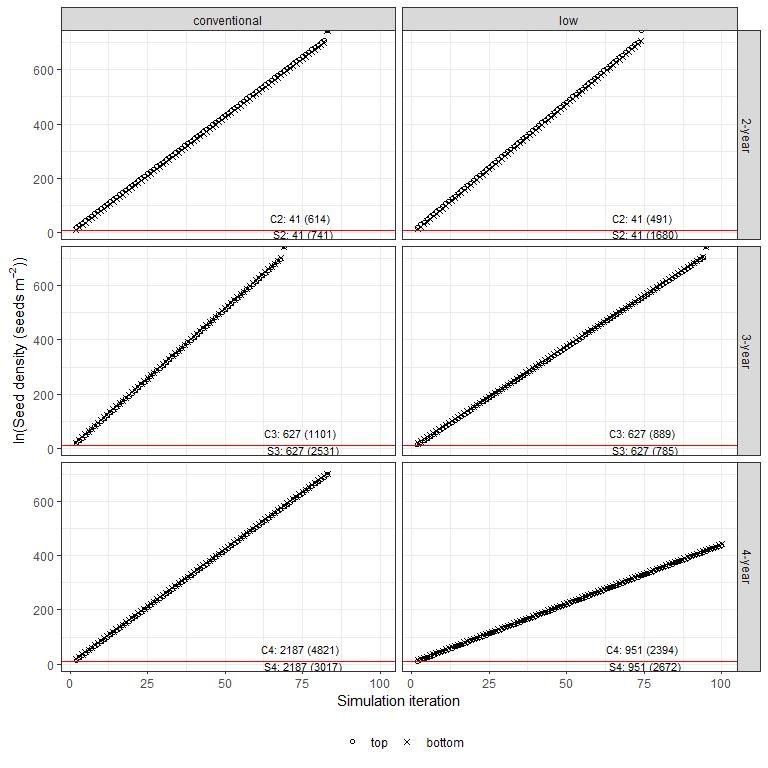 conventional
low
600
400
200
0
C2: 41 (614)
S2: 41 (741)
C2: 41 (491)
S2: 41 (1680)
2-year
600
400
200
0
C3: 627 (1101)
S3: 627 (2531)
C3: 627 (889)
S3: 627 (785)
3-year
600
400
200
0
C4: 2187 (4821)
S4: 2187 (3017)
C4: 951 (2394)
S4: 951 (2672)
4-year
ln(Seed density (seeds m⁻²))
0 25 50 75 100
0 25 50 75 100
Simulation iteration
top bottom